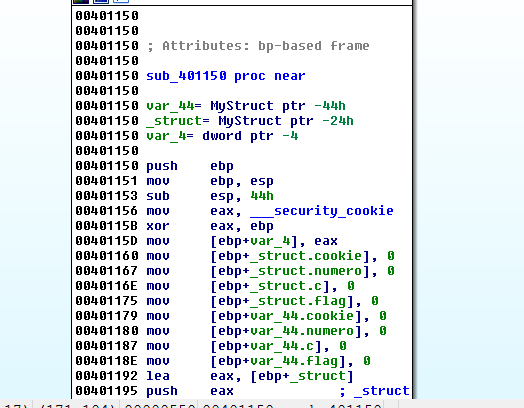 00401150
00401150
00401150 ; Attributes: bp-based frame
00401150
00401150 sub_401150 proc near
00401150
00401150 var_44= MyStruct ptr -44h
00401150 _struct= MyStruct ptr -24h
00401150 var_4= dword ptr -4
00401150
00401150 push ebp
00401151 mov ebp, esp
00401153 sub esp, 44h
00401156 mov eax, ___security_cookie
0040115B xor eax, ebp
0040115D mov [ebp+var_4], eax
00401160 mov [ebp+_struct.cookie], 0
00401167 mov [ebp+_struct.numero], 0
0040116E mov [ebp+_struct.c], 0
00401175 mov [ebp+_struct.flag], 0
00401179 mov [ebp+var_44.cookie], 0
00401180 mov [ebp+var_44.numero], 0
00401187 mov [ebp+var_44.c], 0
0040118E mov [ebp+var_44.flag], 0
00401192 lea eax, [ebp+_struct]
00401195 push eax ; _struct